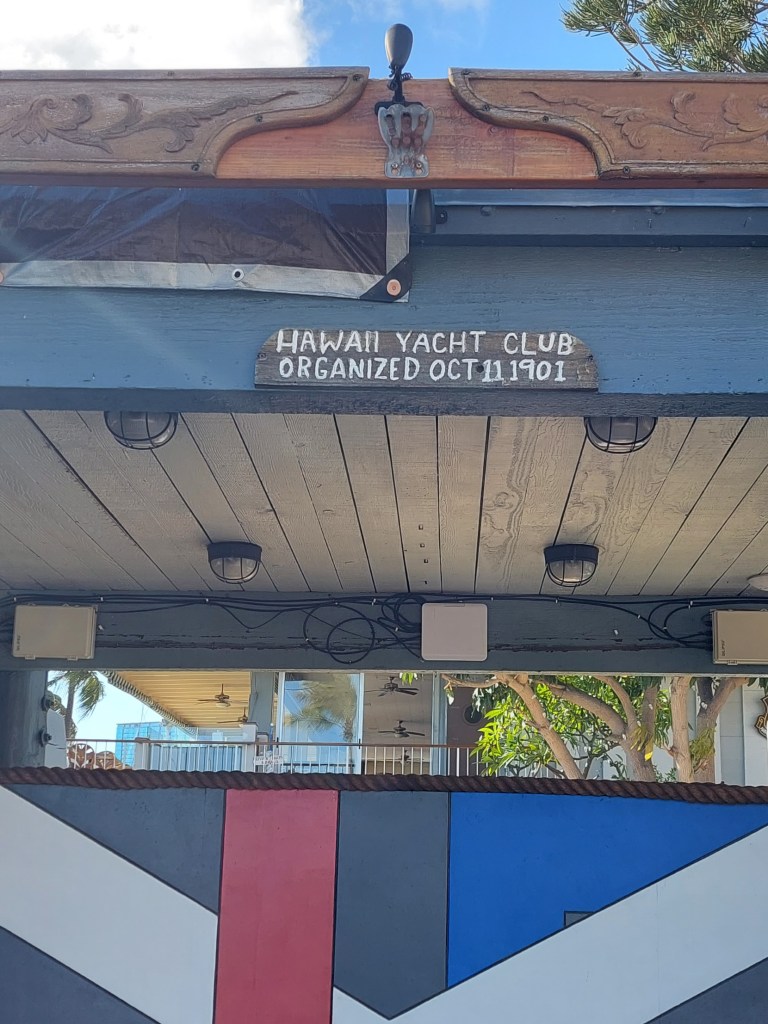 HAWAII YACHT CLUB
ORGANIZED OCT 11 1901